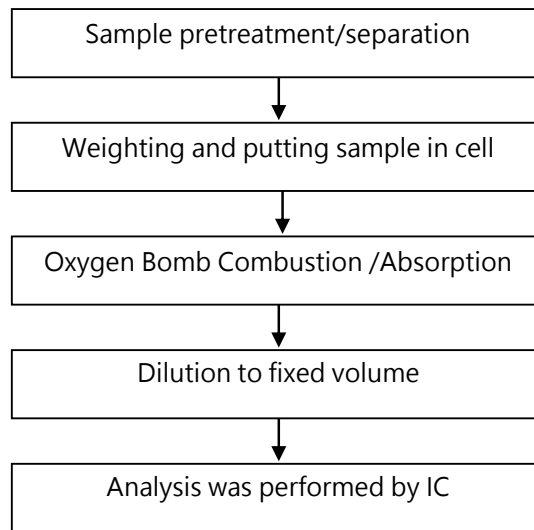 Sample pretreatment/separation
Weighting and putting sample in cell
Oxygen Bomb Combustion /Absorption
Dilution to fixed volume
Analysis was performed by IC